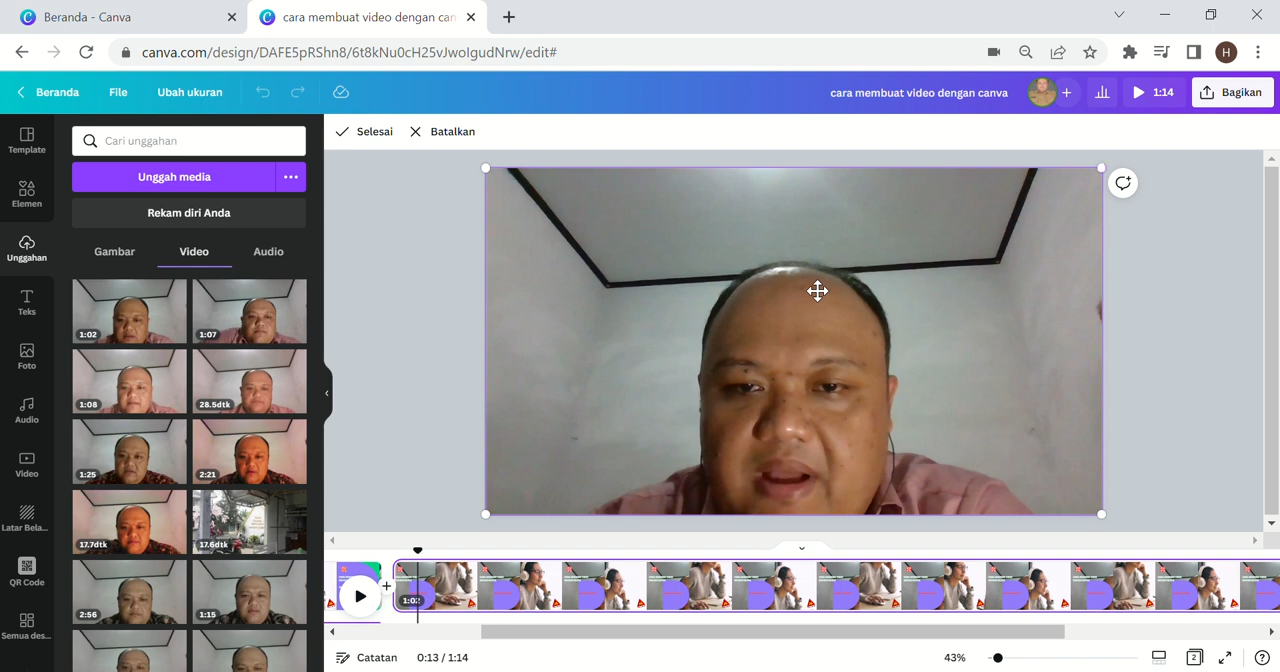 Beranda - Canva
cara membuat video dengan can
canva.com/design/DAFE5pRShn8/6t8kNu0cH25vJwoIgudNrw/edit#
H
Beranda
File
Ubah ukuran
cara membuat video dengan canva
1:14
Bagikan
Template
Elemen
Unggahan
Teks
Foto
Audio
Video
Latar Bela...
QR Code
Semua des...
Cari unggahan
Unggah media
Rekam diri Anda
Gambar
Video
Audio
1:02
1:07
1:08
28.5dtk
1:25
2:21
17.7dtk
17.6dtk
2:56
1:15
Selesai
Batalkan
Catatan
0:13 / 1:14
43%
2